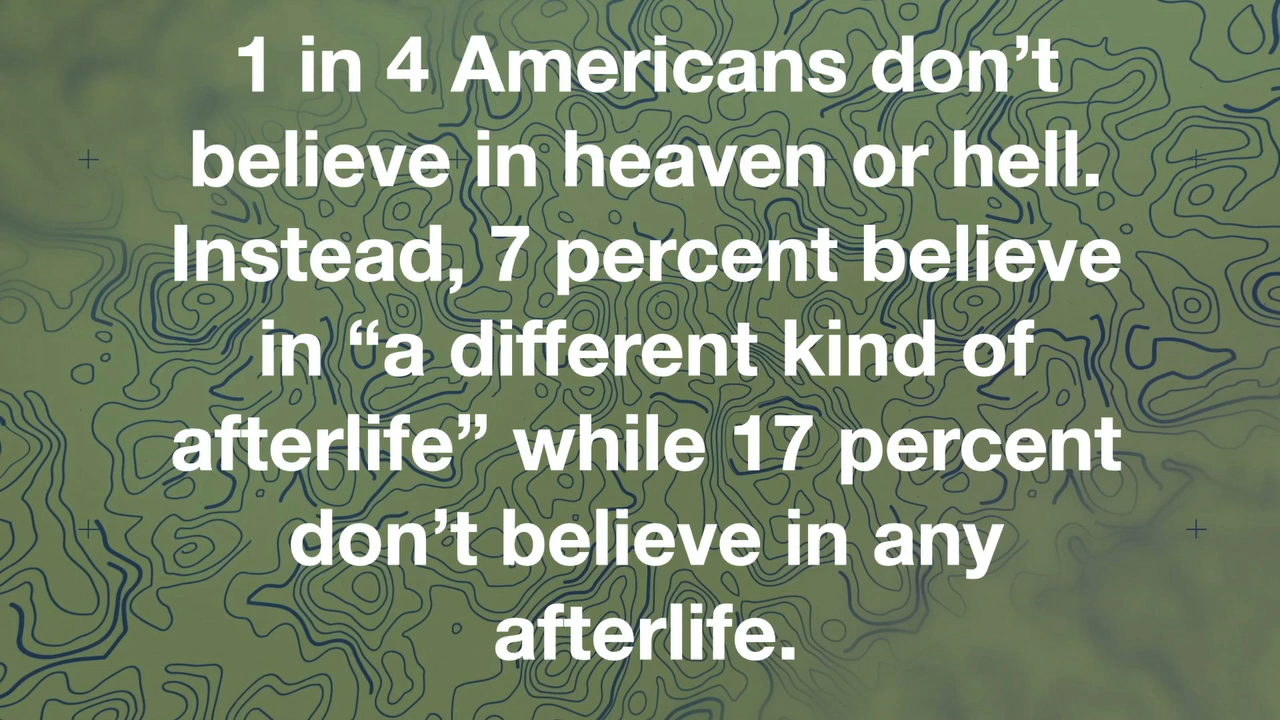 1 in 4 Americans don’t
believe in heaven or hell.
Instead, 7 percent believe
in “a different kind of
afterlife” while 17 percent
don’t believe in any
afterlife.